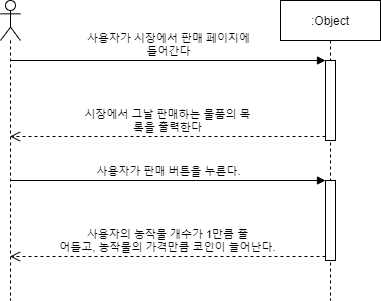 :Object
사용자가 시장에서 판매 페이지에
들어간다
시장에서 그날 판매하는 물품의 목
록을 출력한다
사용자가 판매 버튼을 누른다.
사용자의 농작물 개수가 1만큼 줄
어들고, 농작물의 가격만큼 코인이 늘어난다.